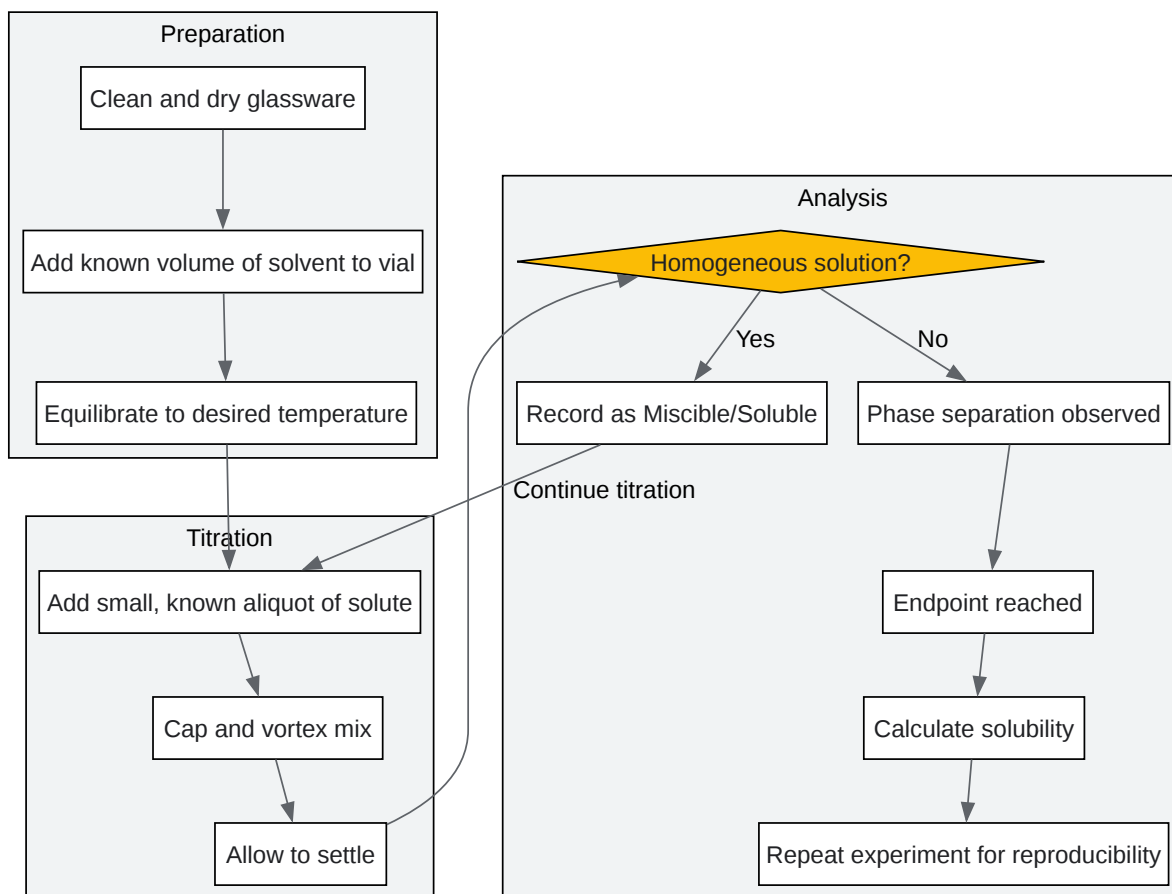 Preparation
Clean and dry glassware
Add known volume of solvent to vial
Equilibrate to desired temperature
Titration
Add small, known aliquot of solute
Cap and vortex mix
Allow to settle
Analysis
Homogeneous solution?
Yes
No
Record as Miscible/Soluble
Phase separation observed
Continue titration
Endpoint reached
Calculate solubility
Repeat experiment for reproducibility